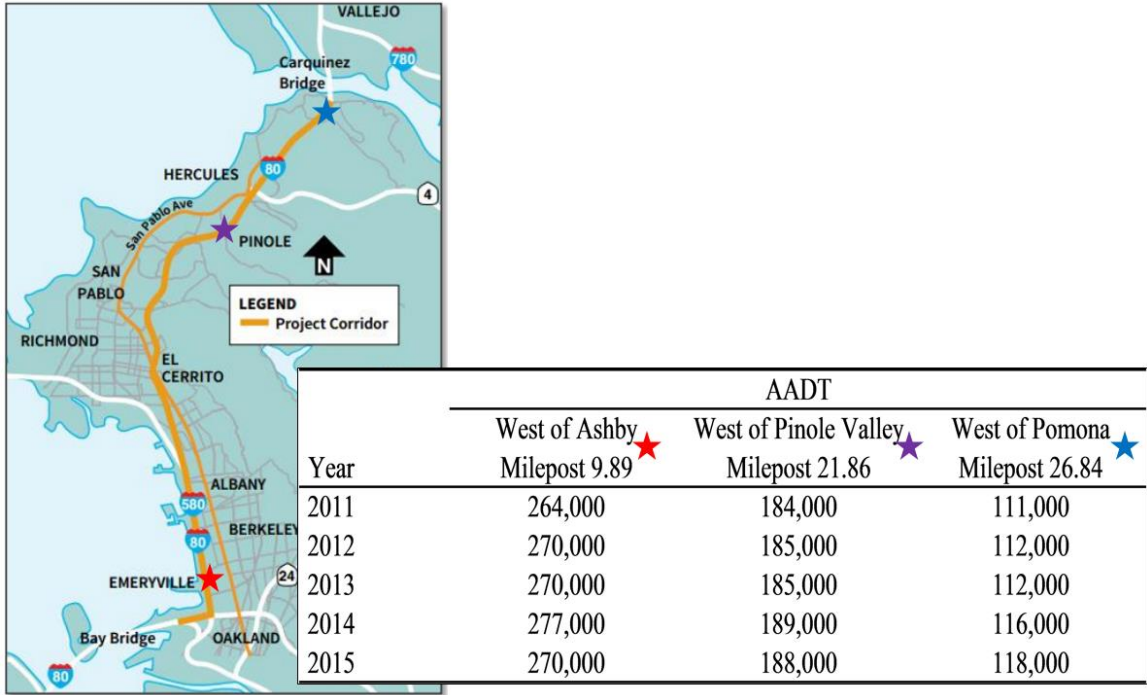 VALLEJO
780
Carquinez
Bridge
80
HERCULES
4
San Pablo Ave
PINOLE
N
SAN
PABLO
LEGEND
Project Corridor
RICHMOND
EL
CERRITO
ALBANY
580
BERKELEY
80
EMERYVILLE
24
Bay Bridge
OAKLAND
80
AADT
West of Ashby West of Pinole Valley West of Pomona
Year Milepost 9.89 Milepost 21.86 Milepost 26.84
2011 264,000 184,000 111,000
2012 270,000 185,000 112,000
2013 270,000 185,000 112,000
2014 277,000 189,000 116,000
2015 270,000 188,000 118,000